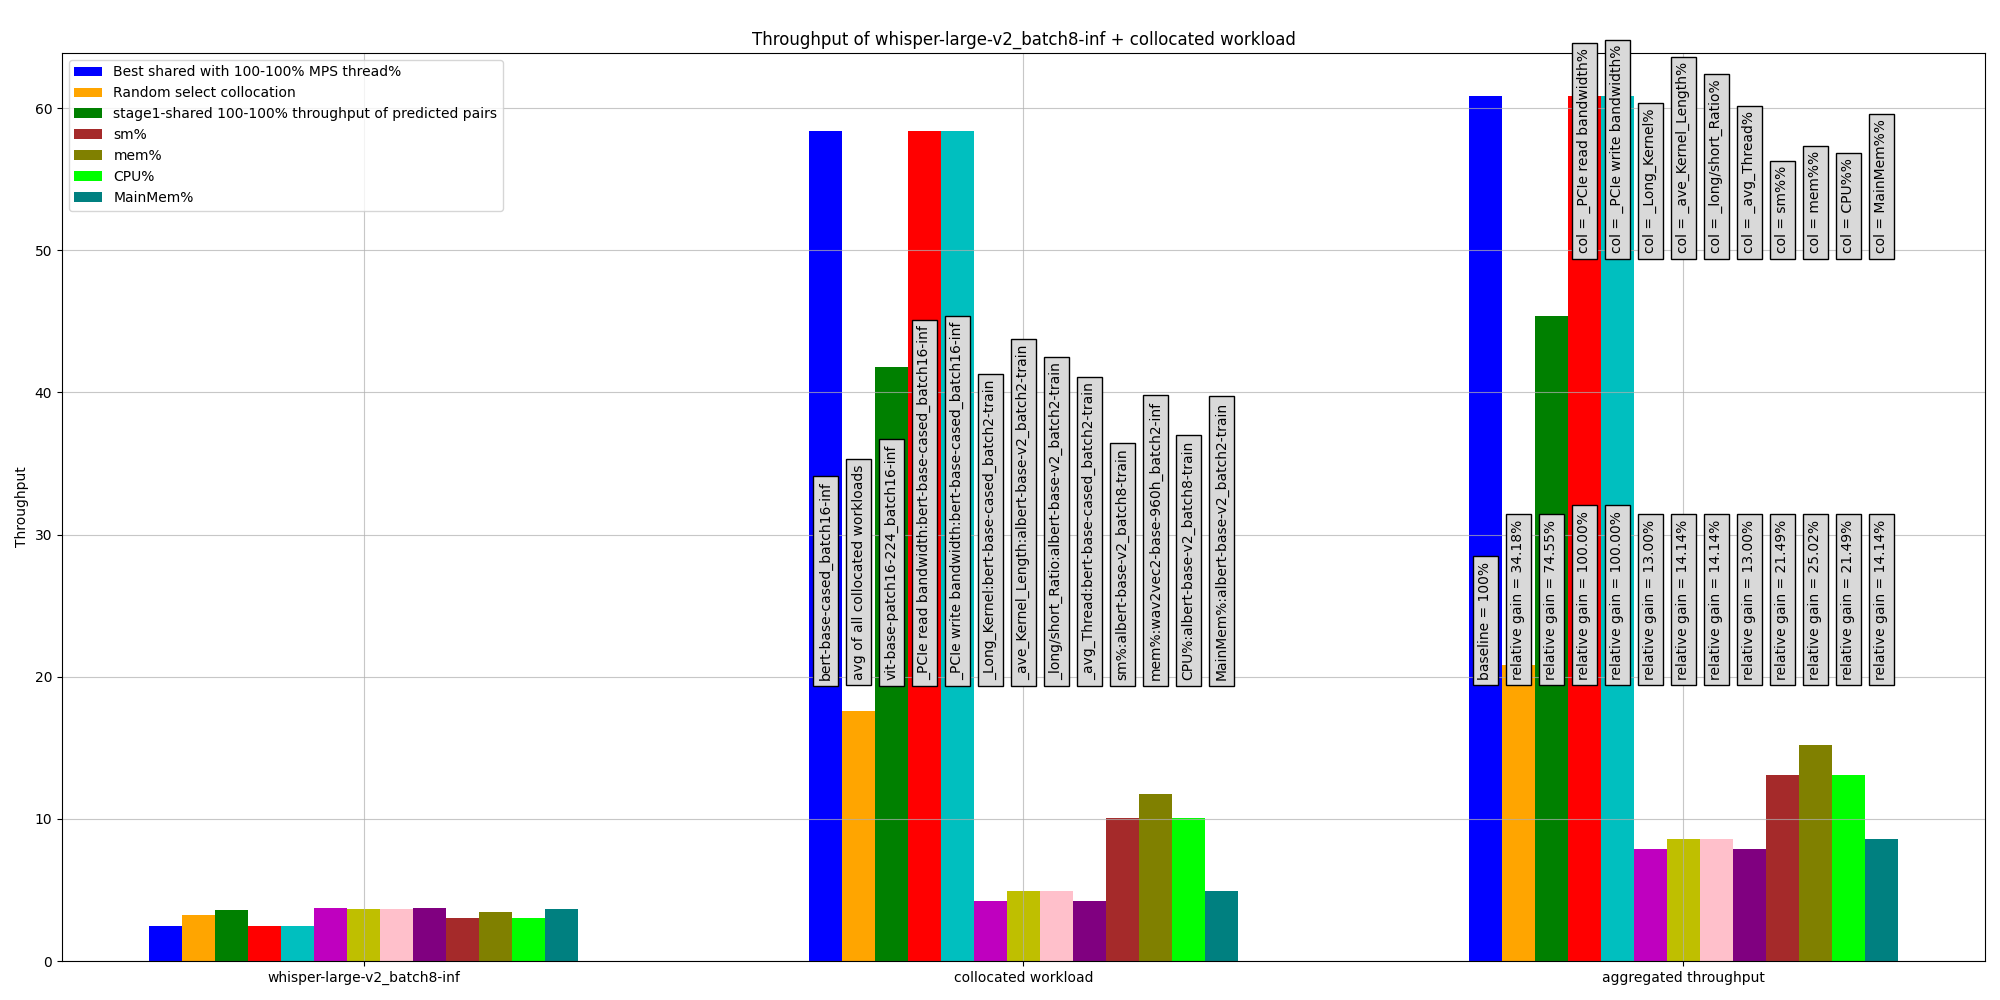 Throughput of whisper-large-v2_batch8-inf + collocated workload
Best shared with 100-100% MPS thread%
Random select collocation
stage1-shared 100-100% throughput of predicted pairs
sm%
mem%
CPU%
MainMem%
Throughput
60
50
40
30
20
10
0
bert-base-cased_batch16-inf
avg of all collocated workloads
vit-base-patch16-224_batch16-inf
_PCIe read bandwidth:bert-base-cased_batch16-inf
_PCIe write bandwidth:bert-base-cased_batch16-inf
_Long_Kernel:bert-base-cased_batch2-train
_ave_Kernel_Length:albert-base-v2_batch2-train
_long/short_Ratio:albert-base-v2_batch2-train
_avg_Thread:bert-base-cased_batch2-train
sm%:albert-base-v2_batch8-train
mem%:wav2vec2-base-960h_batch2-inf
CPU%:albert-base-v2_batch8-train
MainMem%:albert-base-v2_batch2-train
col = _PCIe read bandwidth%
col = _PCIe write bandwidth%
col = _Long_Kernel%
col = _ave_Kernel_Length%
col = _long/short_Ratio%
col = _avg_Thread%
col = sm%%
col = mem%%
col = CPU%%
col = MainMem%%
baseline = 100%
relative gain = 34.18%
relative gain = 74.55%
relative gain = 100.00%
relative gain = 100.00%
relative gain = 13.00%
relative gain = 14.14%
relative gain = 14.14%
relative gain = 13.00%
relative gain = 21.49%
relative gain = 25.02%
relative gain = 21.49%
relative gain = 14.14%
whisper-large-v2_batch8-inf
collocated workload
aggregated throughput